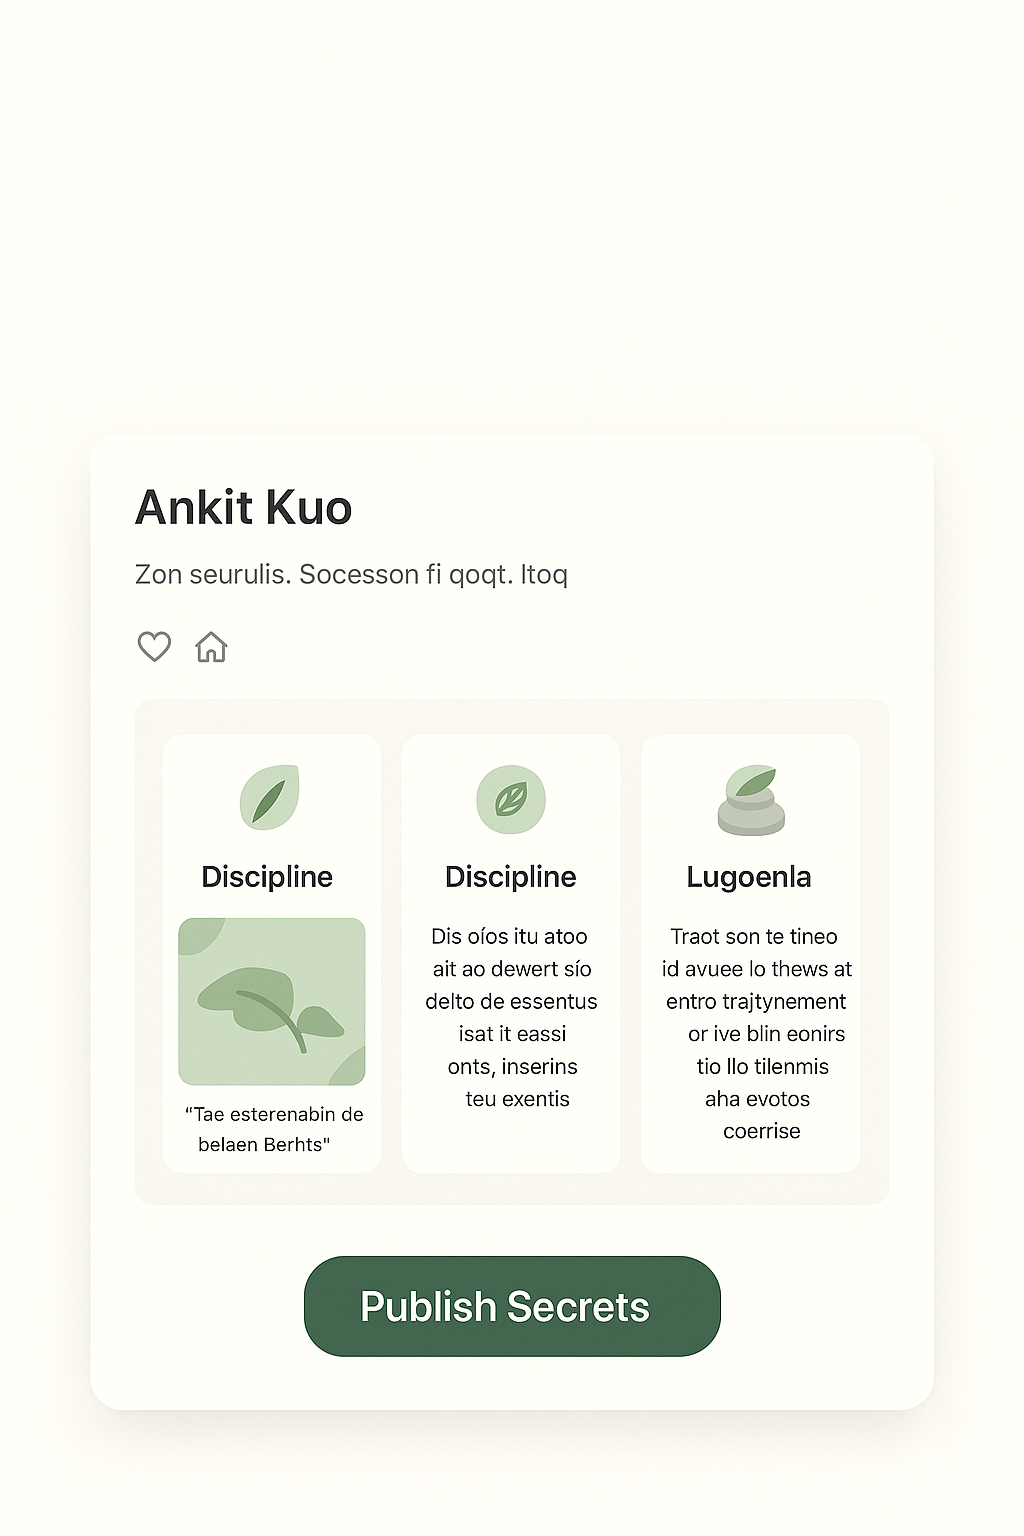 Ankit Kuo
Zon seurulis. Socesson fi qoqt. Itoq
Discipline
“Tae esterenabin de
belaen Berhts"
Discipline
Dis oíos itu atoo
ait ao dewert sío
delto de essentus
isat it eassi
onts, inserins
teu exentis
Lugoenla
Traot son te tineo
id avuee lo thews at
entro trajtynement
or ive blin eonirs
tio llo tilenmis
aha evotos
coerrise
Publish Secrets